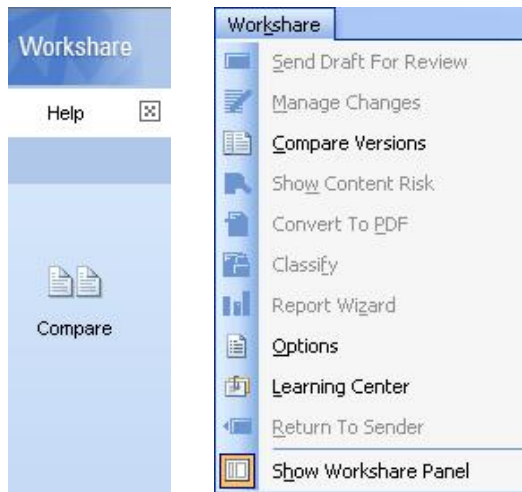 Workshare
Help
Compare
Workshare
Send Draft For Review
Manage Changes
Compare Versions
Show Content Risk
Convert To PDF
Classify
Report Wizard
Options
Learning Center
Return To Sender
Show Workshare Panel